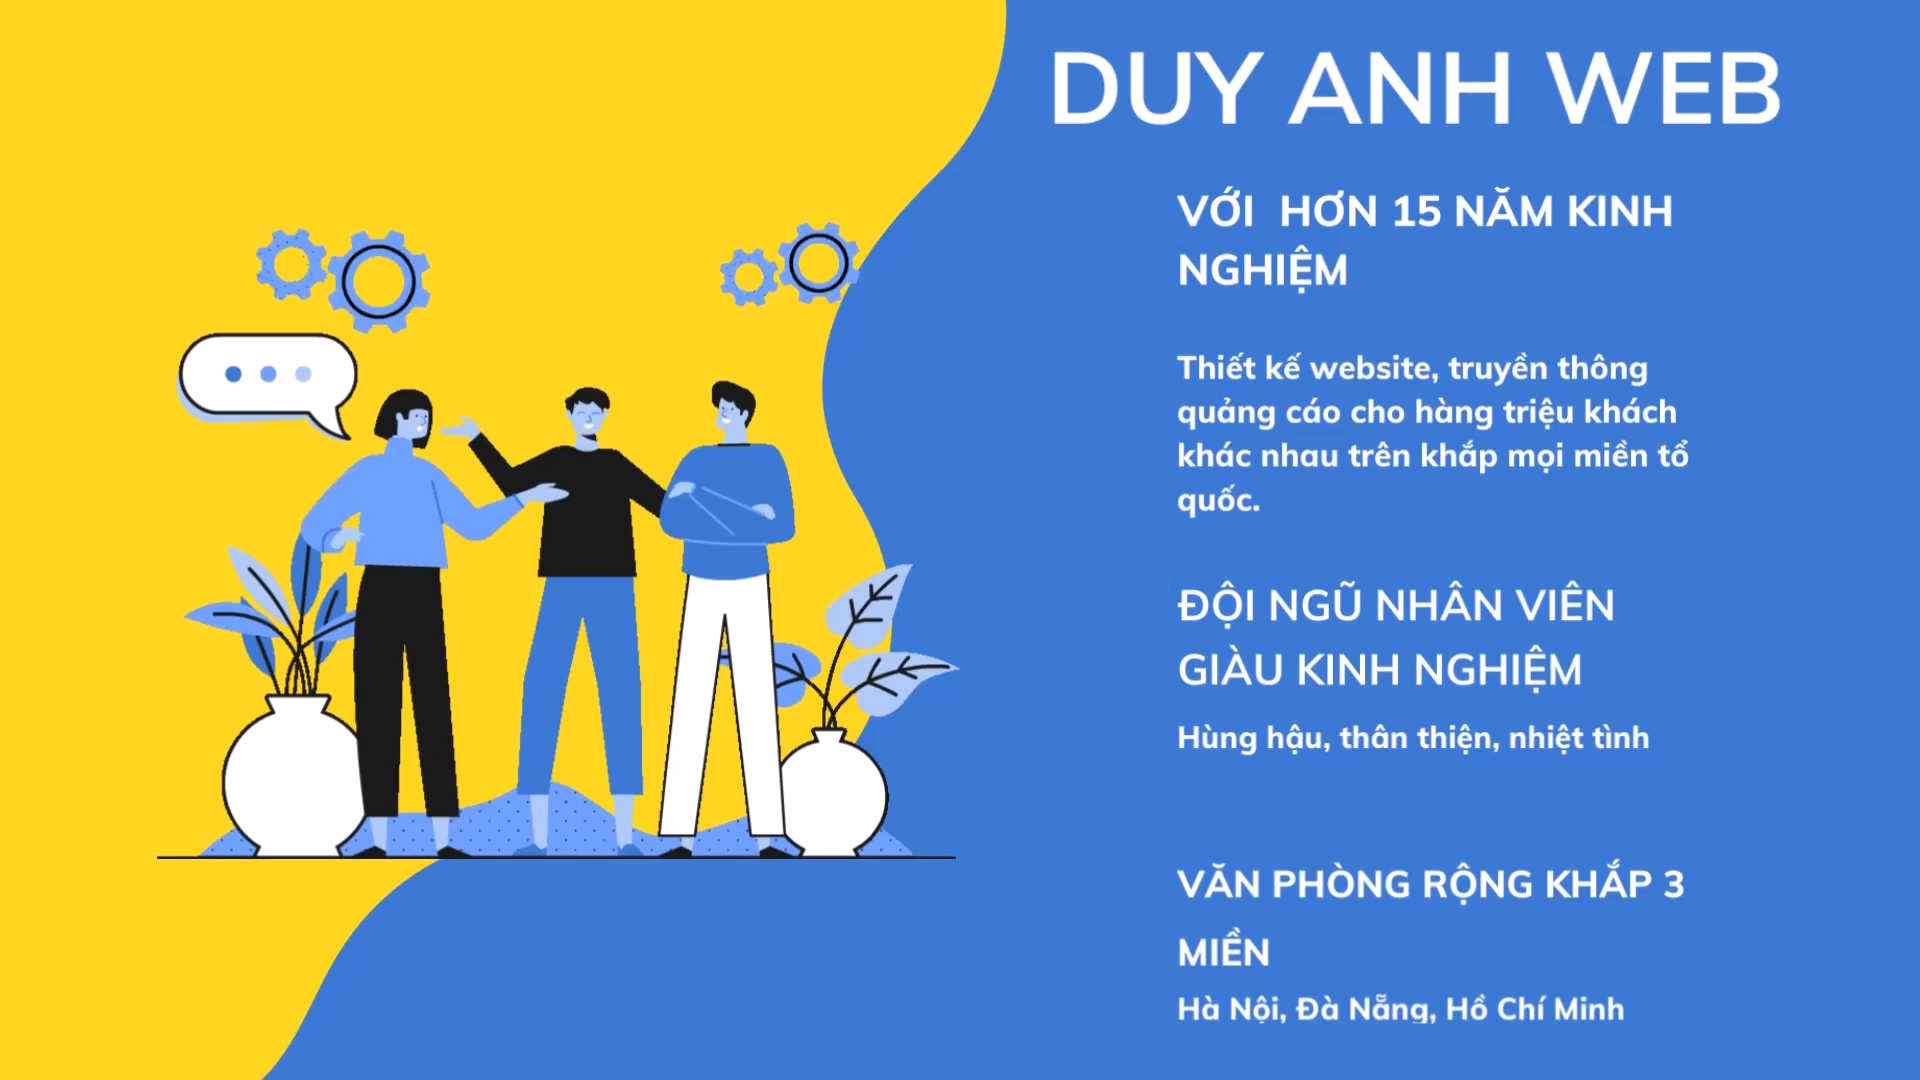 DUY ANH WEB
VỚI HƠN 15 NĂM KINH
NGHIỆM
Thiết kế website, truyền thông
quảng cáo cho hàng triệu khách
khác nhau trên khắp mọi miền tổ
quốc.
ĐỘI NGŨ NHÂN VIÊN
GIÀU KINH NGHIỆM
Hùng hậu, thân thiện, nhiệt tình
VĂN PHÒNG RỘNG KHẮP 3
MIỀN
Hà Nội, Đà Nẵng, Hồ Chí Minh